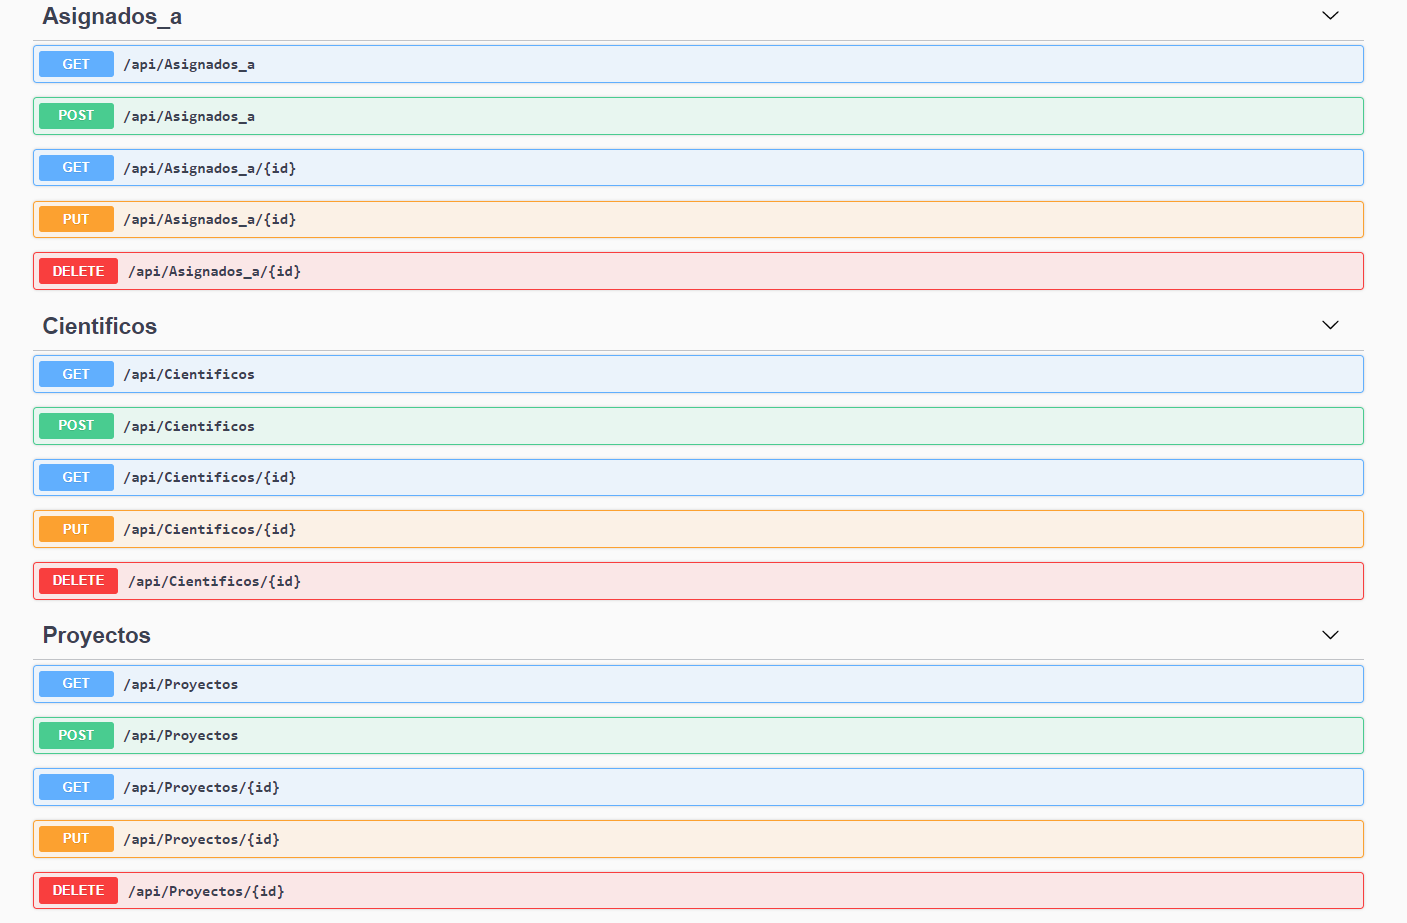 Asignados_a
GET /api/Asignados_a
POST /api/Asignados_a
GET /api/Asignados_a/{id}
PUT /api/Asignados_a/{id}
DELETE /api/Asignados_a/{id}
Cientificos
GET /api/Cientificos
POST /api/Cientificos
GET /api/Cientificos/{id}
PUT /api/Cientificos/{id}
DELETE /api/Cientificos/{id}
Proyectos
GET /api/Proyectos
POST /api/Proyectos
GET /api/Proyectos/{id}
PUT /api/Proyectos/{id}
DELETE /api/Proyectos/{id}